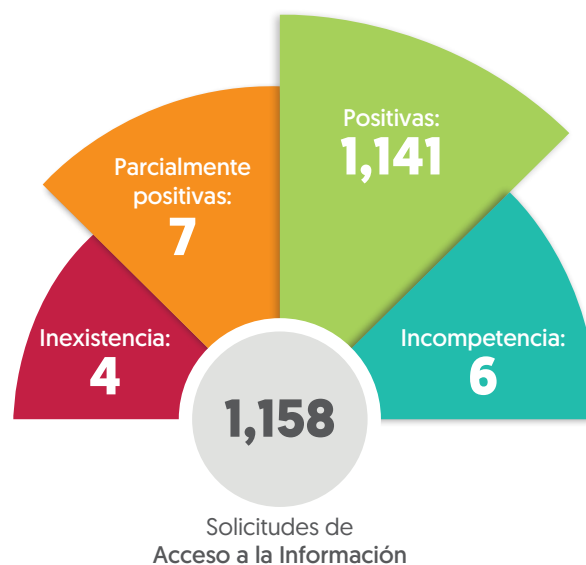 Positivas:
1,141
Parcialmente
positivas:
7
Inexistencia:
4
Incompetencia:
6
1,158
Solicitudes de
Acceso a la Información